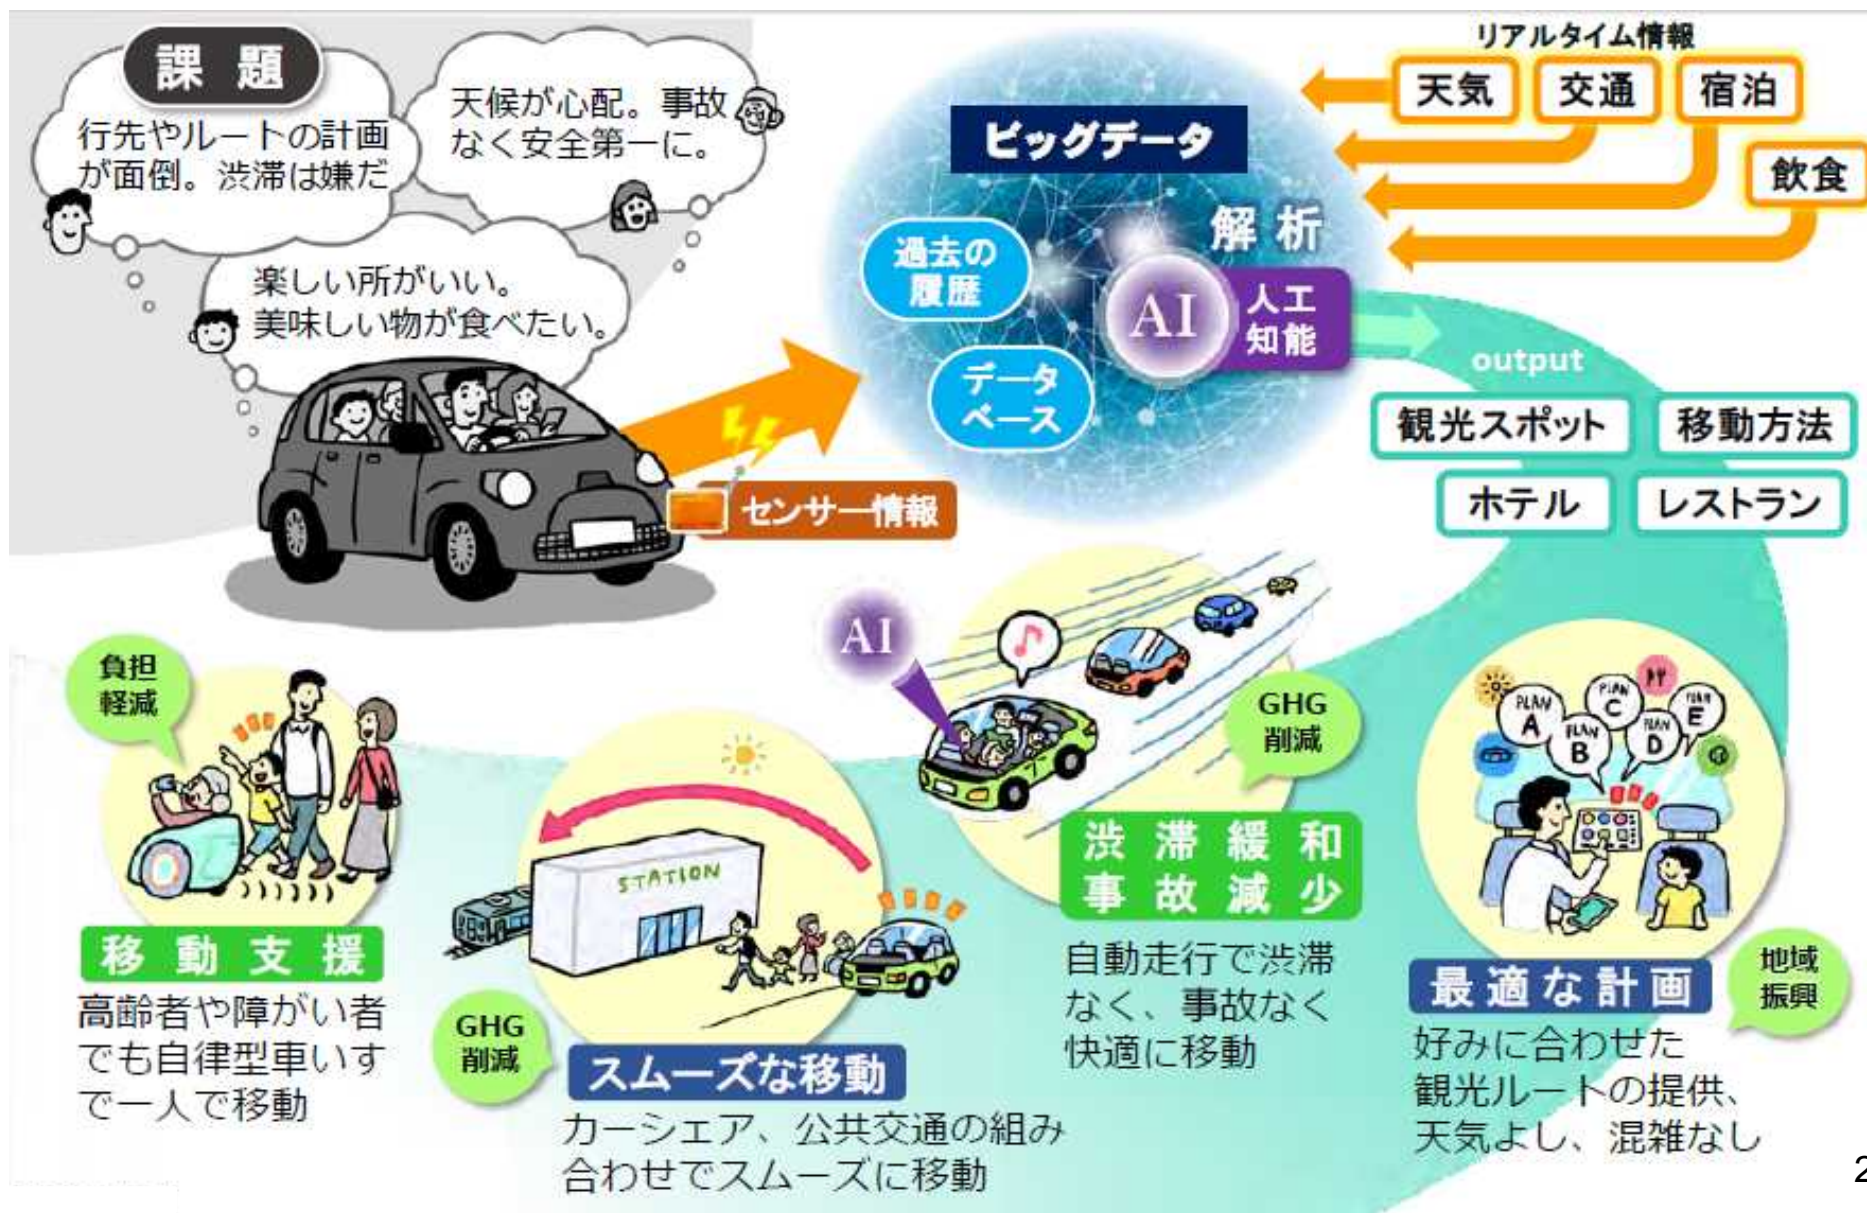 課題
行先やルートの計画
が面倒。渋滞は嫌だ
天候が心配。事故
なく安全第一に。
楽しい所がいい。
美味しい物が食べたい。
センサー情報
ビッグデータ
解析
過去の
履歴
データ
ベース
AI
人工
知能
リアルタイム情報
天気
交通
宿泊
飲食
output
観光スポット
移動方法
ホテル
レストラン
PLAN
A
PLAN
B
PLAN
C
PLAN
D
PLAN
E
地域
振興
最適な計画
好みに合わせた
観光ルートの提供、
天気よし、混雑なし
AI
GHG
削減
渋滞緩和
事故減少
自動走行で渋滞
なく、事故なく
快適に移動
STATION
GHG
削減
スムーズな移動
カーシェア、公共交通の組み
合わせでスムーズに移動
負担
軽減
移動支援
高齢者や障がい者
でも自律型車いす
で一人で移動
2